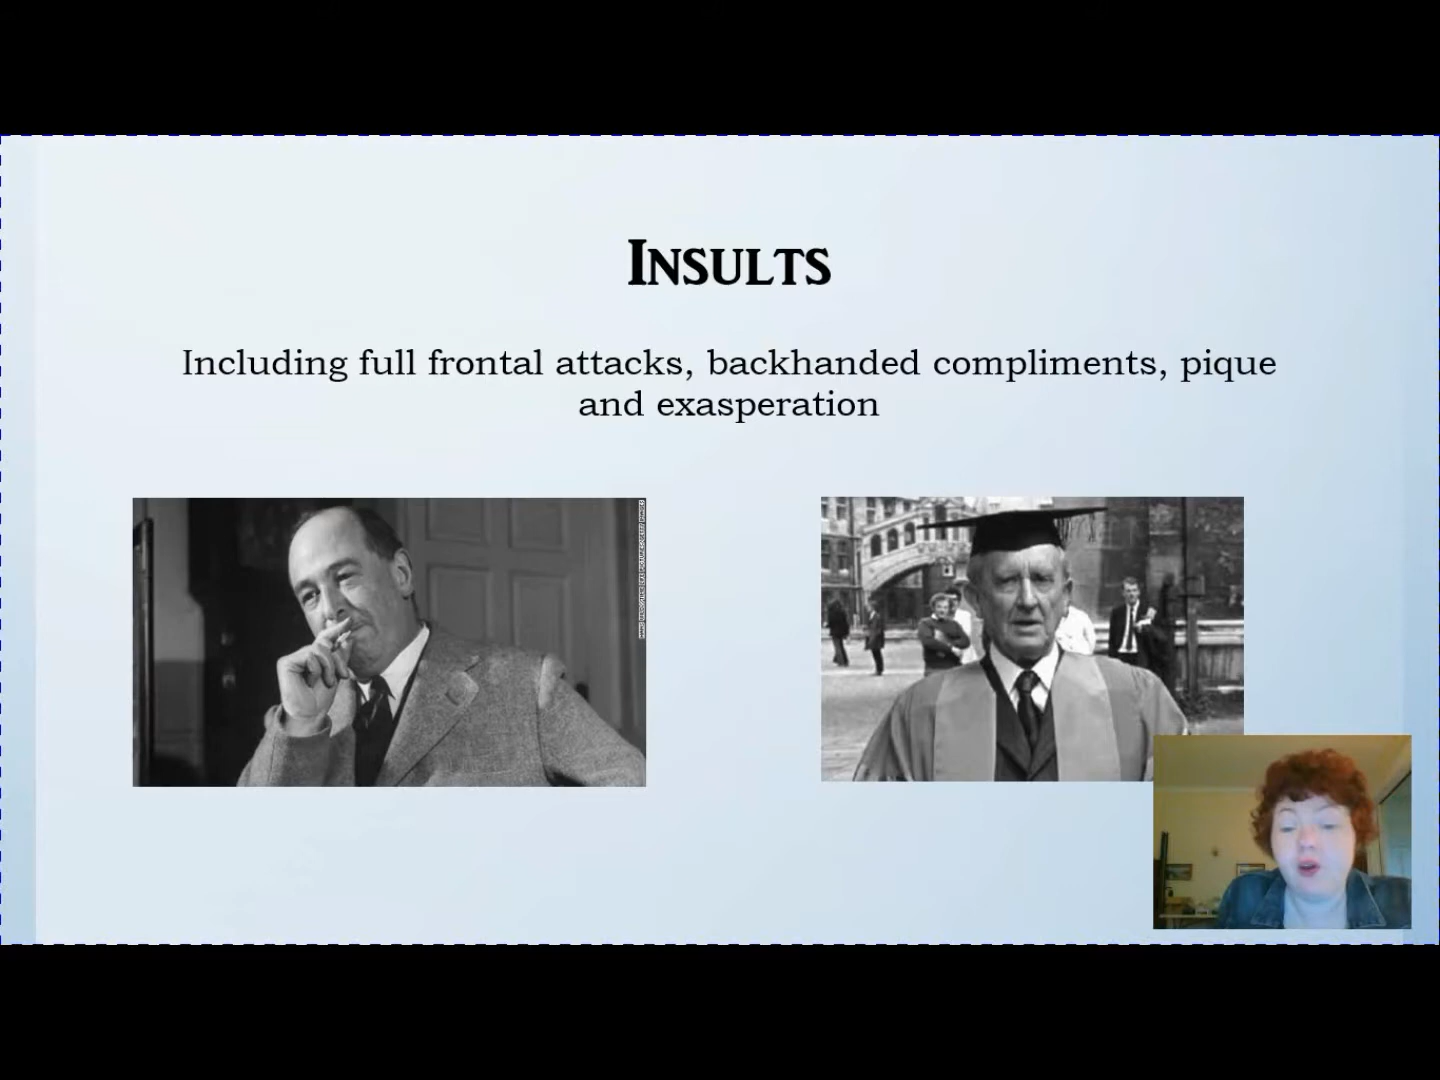 Insults
Including full frontal attacks, backhanded compliments, pique
and exasperation